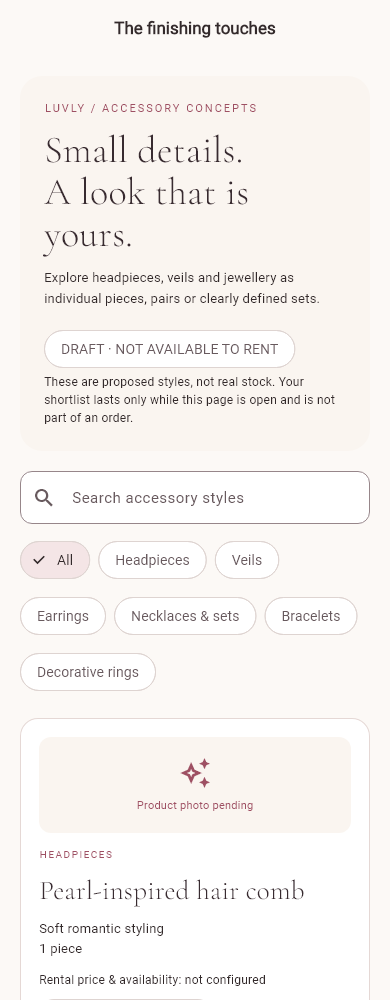 The finishing touches
LUVLY / ACCESSORY CONCEPTS
Small details.
A look that is
yours.
Explore headpieces, veils and jewellery as
individual pieces, pairs or clearly defined sets.
DRAFT · NOT AVAILABLE TO RENT
These are proposed styles, not real stock. Your
shortlist lasts only while this page is open and is not
part of an order.
Search accessory styles
All
Headpieces
Veils
Earrings
Necklaces & sets
Bracelets
Decorative rings
Product photo pending
HEADPIECES
Pearl-inspired hair comb
Soft romantic styling
1 piece
Rental price & availability: not configured